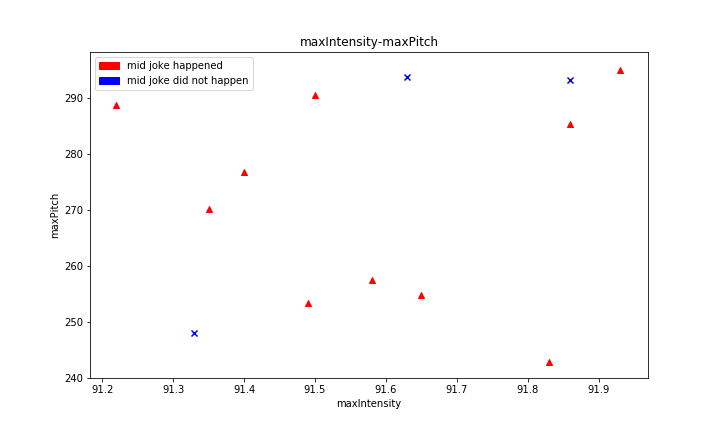 maxIntensity-maxPitch
mid joke happened
mid joke did not happen
290
280
270
260
250
240
maxPitch
91.2 91.3 91.4 91.5 91.6 91.7 91.8 91.9
maxIntensity